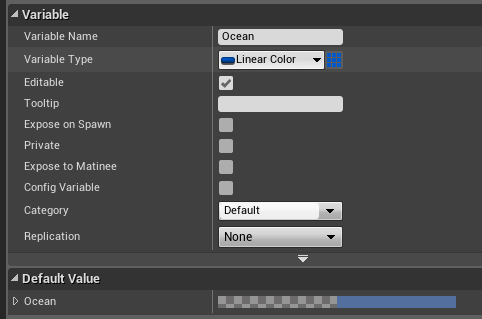 Variable
Variable Name Ocean
Variable Type Linear Color
Editable
Tooltip
Expose on Spawn
Private
Expose to Matinee
Config Variable
Category Default
Replication None
Default Value
Ocean